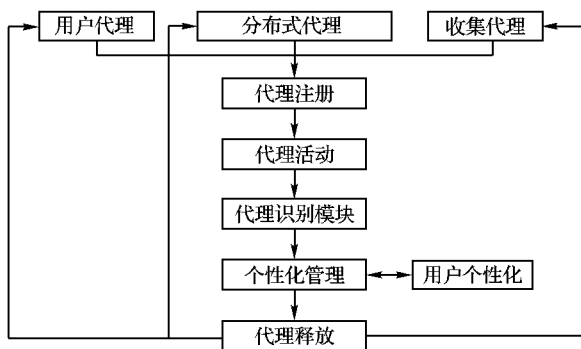 用户代理
分布式代理
收集代理
代理注册
代理活动
代理识别模块
个性化管理
用户个性化
代理释放